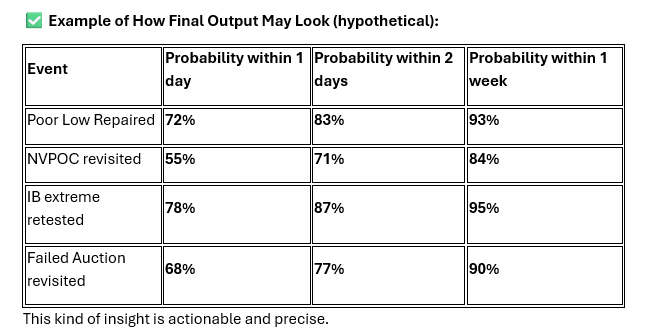 ✅ Example of How Final Output May Look (hypothetical):
Event Probability within 1 day Probability within 2 days Probability within 1 week
Poor Low Repaired 72% 83% 93%
NVPOC revisited 55% 71% 84%
IB extreme retested 78% 87% 95%
Failed Auction revisited 68% 77% 90%
This kind of insight is actionable and precise.